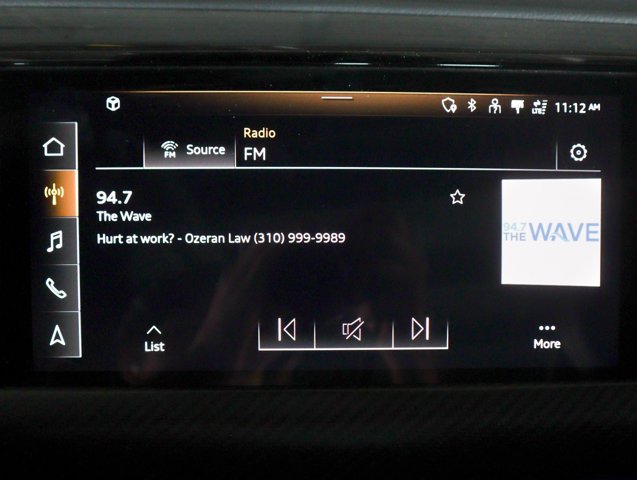 LTE
11:12 AM
Radio
FM
Source
FM
94.7
The Wave
Hurt at work? - Ozeran Law (310) 999-9989
94.7
THE WAVE
List
More